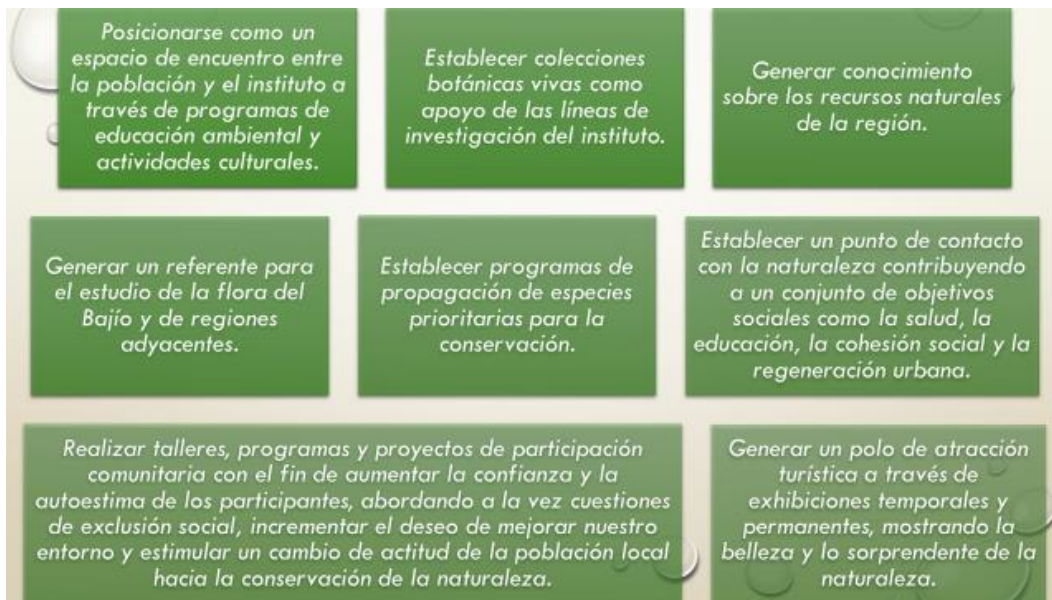 Posicionarse como un
espacio de encuentro entre
la población y el instituto a
través de programas de
educación ambiental y
actividades culturales.
Establecer colecciones
botánicas vivas como
apoyo de las líneas de
investigación del instituto.
Generar conocimiento
sobre los recursos naturales
de la región.
Generar un referente para
el estudio de la flora del
Bajío y de regiones
adyacentes.
Establecer programas de
propagación de especies
prioritarias para la
conservación.
Establecer un punto de contacto
con la naturaleza contribuyendo
a un conjunto de objetivos
sociales como la salud, la
educación, la cohesión social y la
regeneración urbana.
Realizar talleres, programas y proyectos de participación
comunitaria con el fin de aumentar la confianza y la
autoestima de los participantes, abordando a la vez cuestiones
de exclusión social, incrementar el deseo de mejorar nuestro
entorno y estimular un cambio de actitud de la población local
hacia la conservación de la naturaleza.
Generar un polo de atracción
turística a través de
exhibiciones temporales y
permanentes, mostrando la
belleza y lo sorprendente de la
naturaleza.